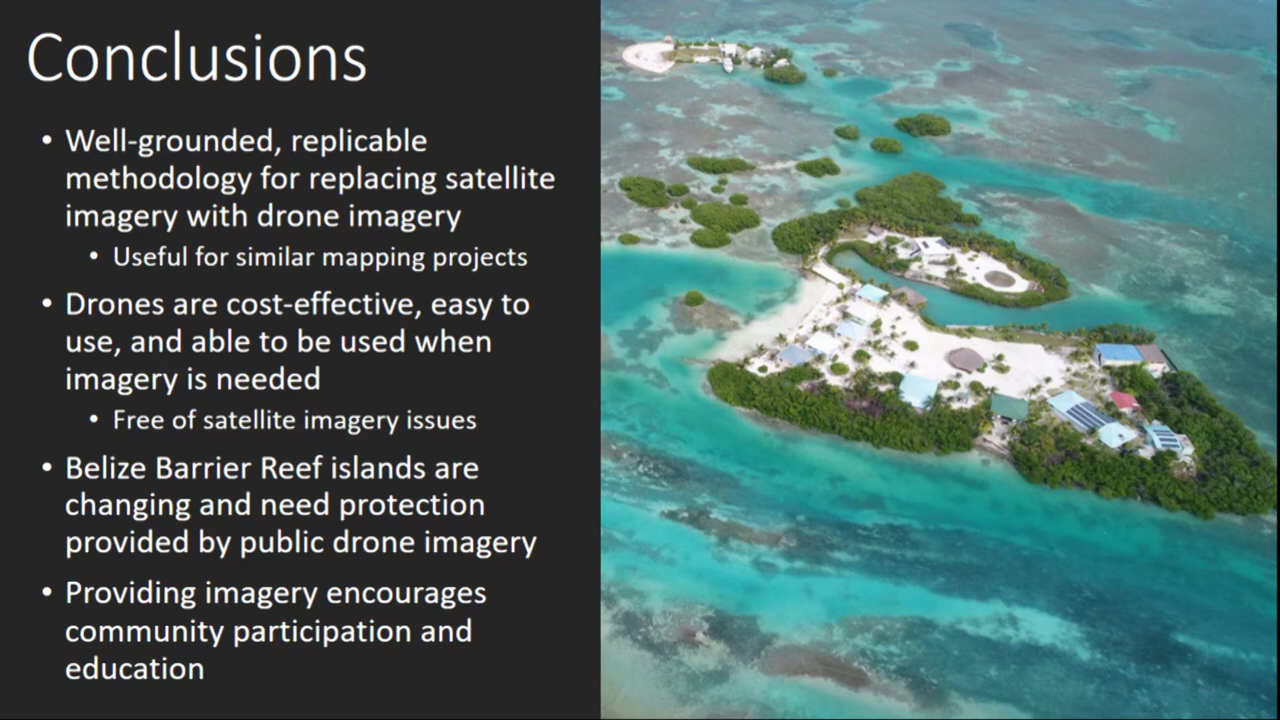 Conclusions
• Well-grounded, replicable
methodology for replacing satellite
imagery with drone imagery
• Useful for similar mapping projects
• Drones are cost-effective, easy to
use, and able to be used when
imagery is needed
• Free of satellite imagery issues
• Belize Barrier Reef islands are
changing and need protection
provided by public drone imagery
• Providing imagery encourages
community participation and
education